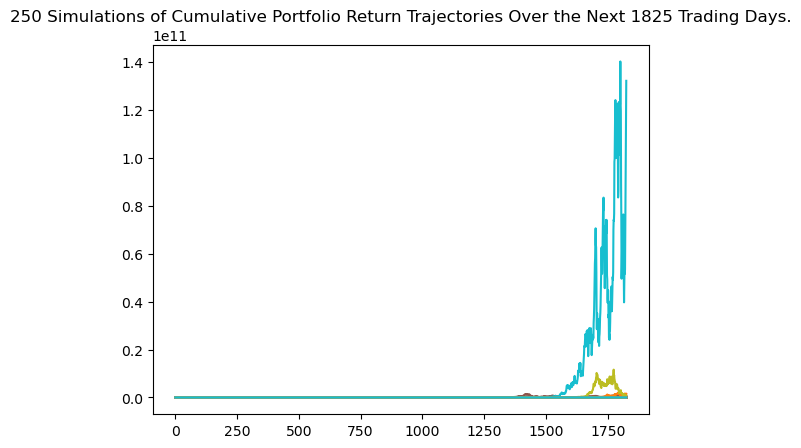 250 Simulations of Cumulative Portfolio Return Trajectories Over the Next 1825 Trading Days.
1e11
1.4
1.2
1.0
0.8
0.6
0.4
0.2
0.0
0 250 500 750 1000 1250 1500 1750